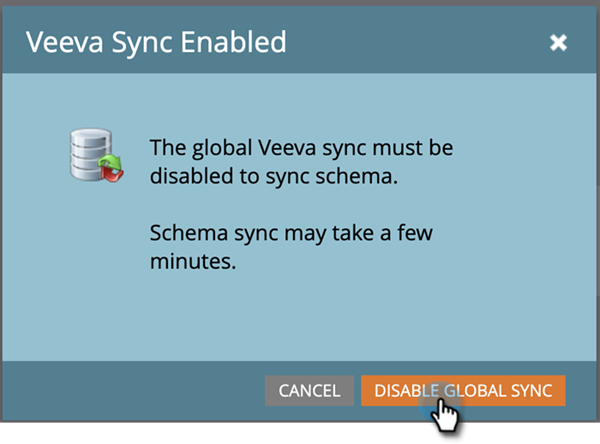 Veeva Sync Enabled
The global Veeva sync must be
disabled to sync schema.
Schema sync may take a few
minutes.
CANCEL
DISABLE GLOBAL SYNC